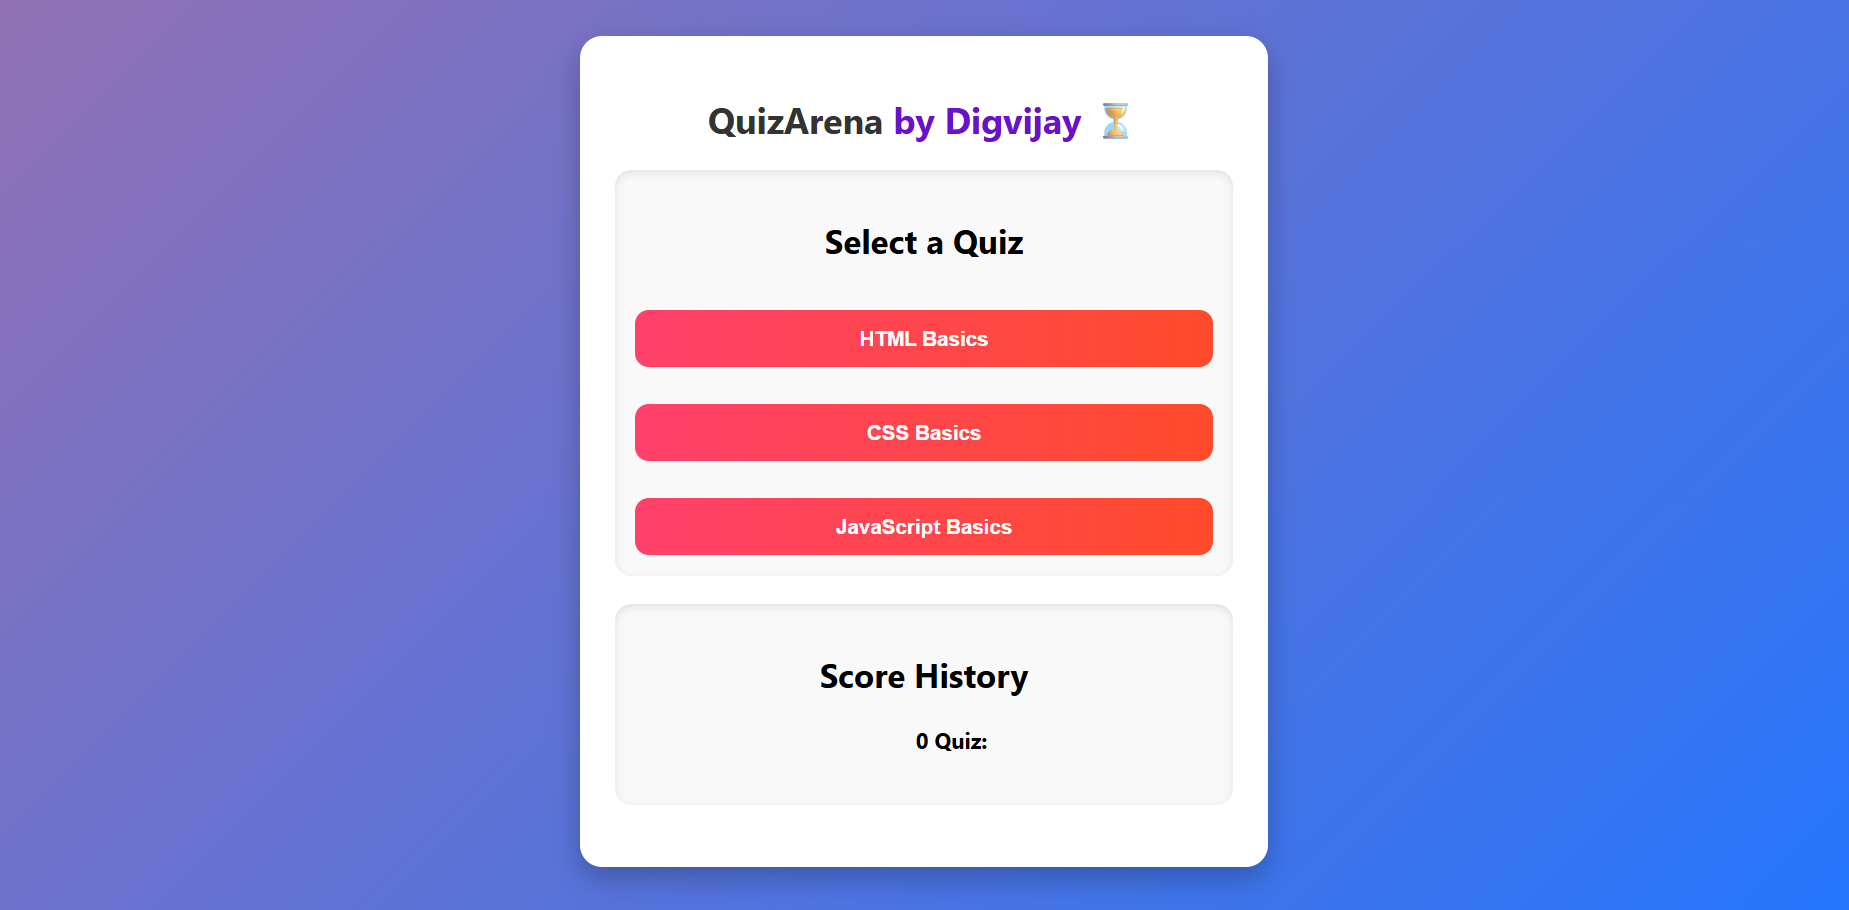 QuizArena by Digvijay ⏳
Select a Quiz
HTML Basics
CSS Basics
JavaScript Basics
Score History
0 Quiz: